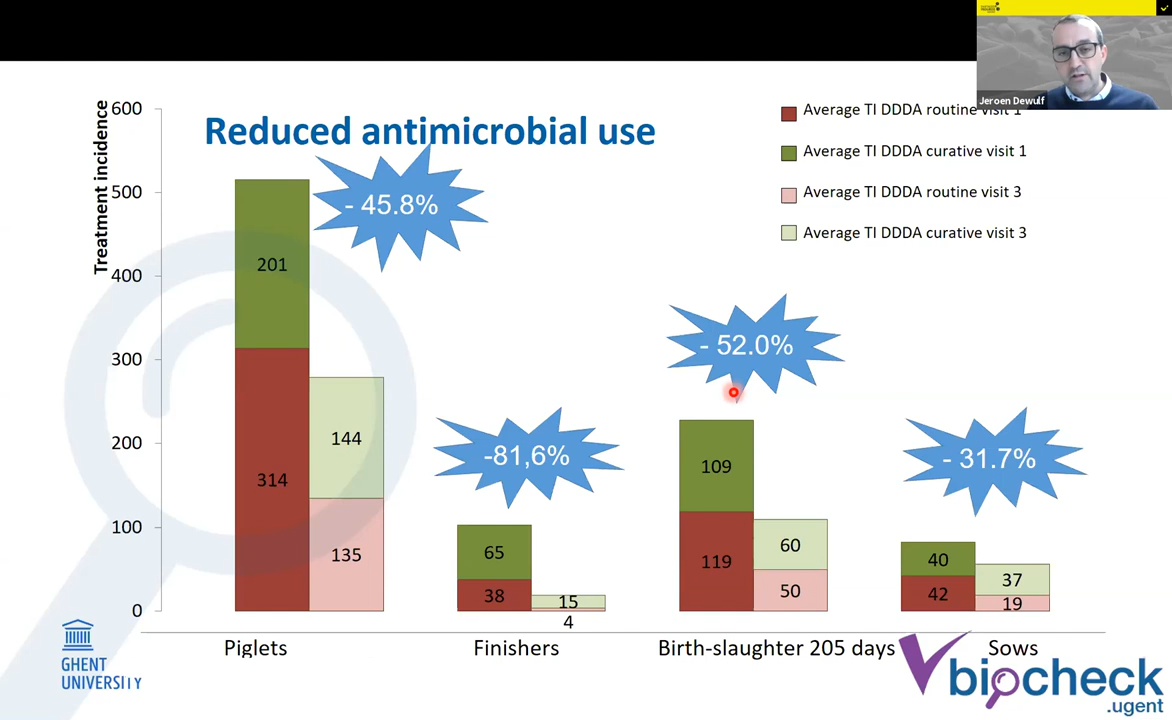 Jeroen Dewulf
Reduced antimicrobial use
Treatment incidence
600
500
400
300
200
100
0
Average TI DDDA routine visit 1
Average TI DDDA curative visit 1
Average TI DDDA routine visit 3
Average TI DDDA curative visit 3
- 45.8%
201
314
144
135
-81,6%
65
38
15
4
- 52.0%
109
119
60
50
- 31.7%
40
42
37
19
Piglets
Finishers
Birth-slaughter 205 days
Sows
GHENT
UNIVERSITY
biocheck
.ugent